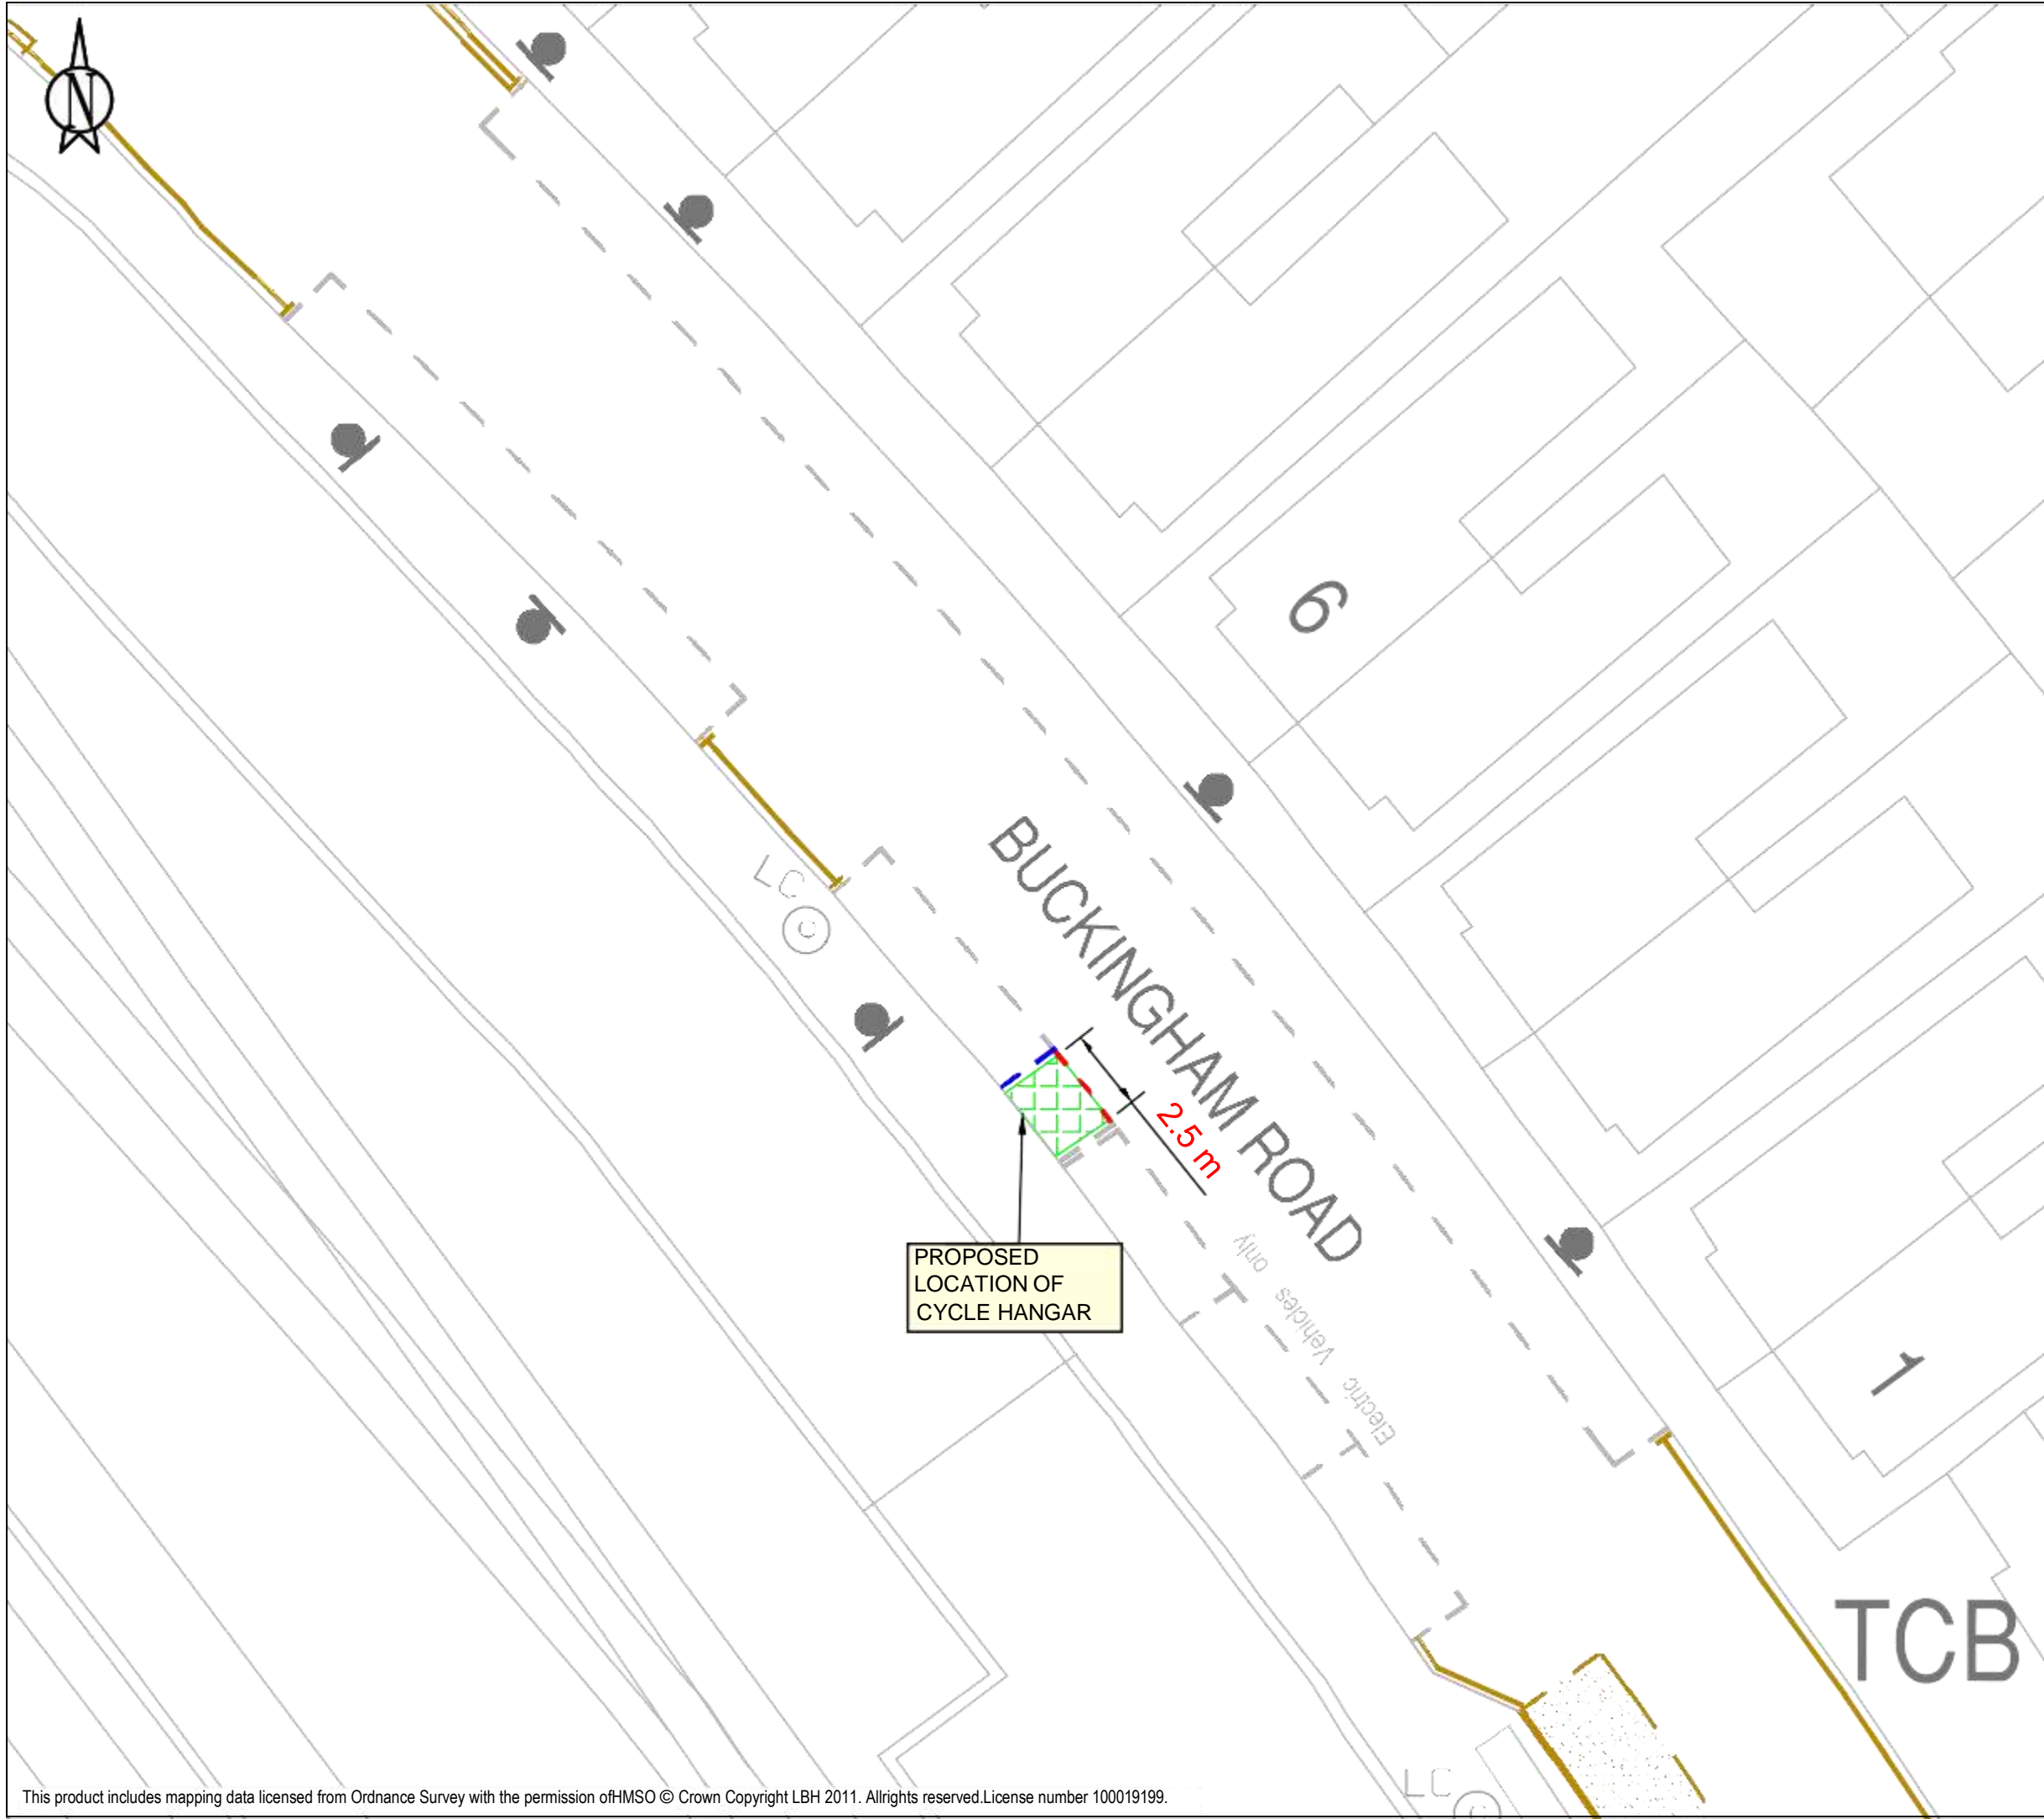 N
6
LC
C
BUCKINGHAM ROAD
2.5 m
PROPOSED
LOCATION OF
CYCLE HANGAR
Electric Vehicles only
1
TCB
LC
C
This product includes mapping data licensed from Ordnance Survey with the permission ofHMSO © Crown Copyright LBH 2011. Allrights reserved.License number 100019199.